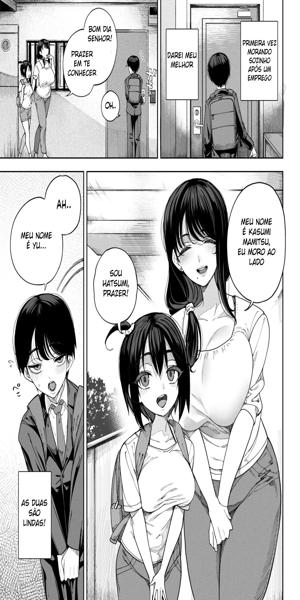 PRIMEIRA VEZ
MORANDO
SOZINHO
APÓS UM
EMPREGO
DAREI MEU
MELHOR
BOM DIA
SENHOR!
PRAZER
EM TE
CONHECER
OH..
MEU NOME
É KASUMI
MAMITSU,
EU MORO AO
LADO
SOU
HATSUMI,
PRAZER!
AH..
MEU NOME
É YU...
AS DUAS
SÃO
LINDAS!